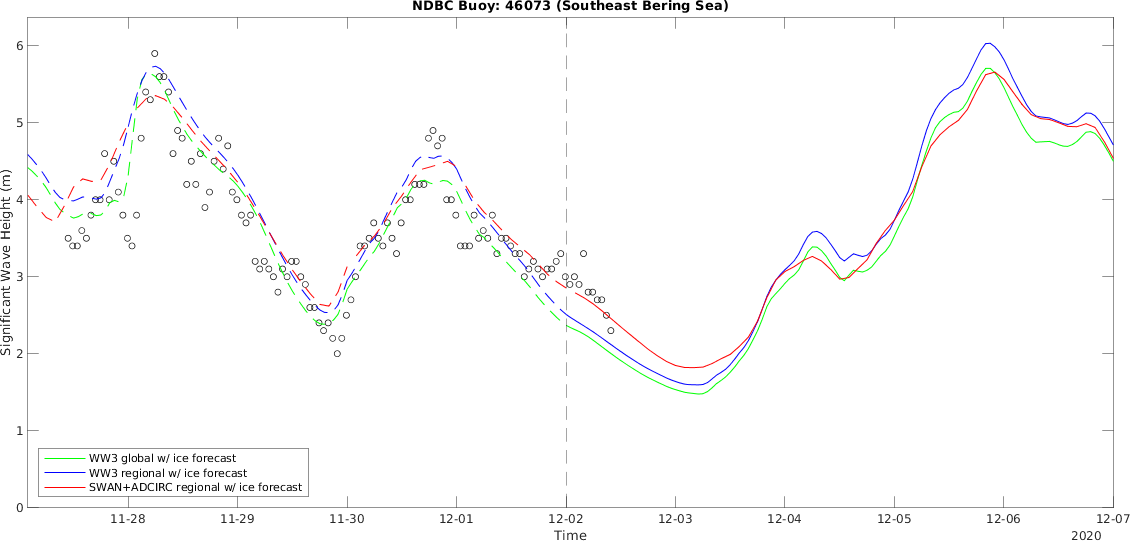 NDBC Buoy: 46073 (Southeast Bering Sea)
Significant Wave Height (m)
6
5
4
3
2
1
0
WW3 global w/ ice forecast
WW3 regional w/ ice forecast
SWAN+ADCIRC regional w/ ice forecast
11-28 11-29 11-30 12-01 12-02 12-03 12-04 12-05 12-06 12-07
Time
2020